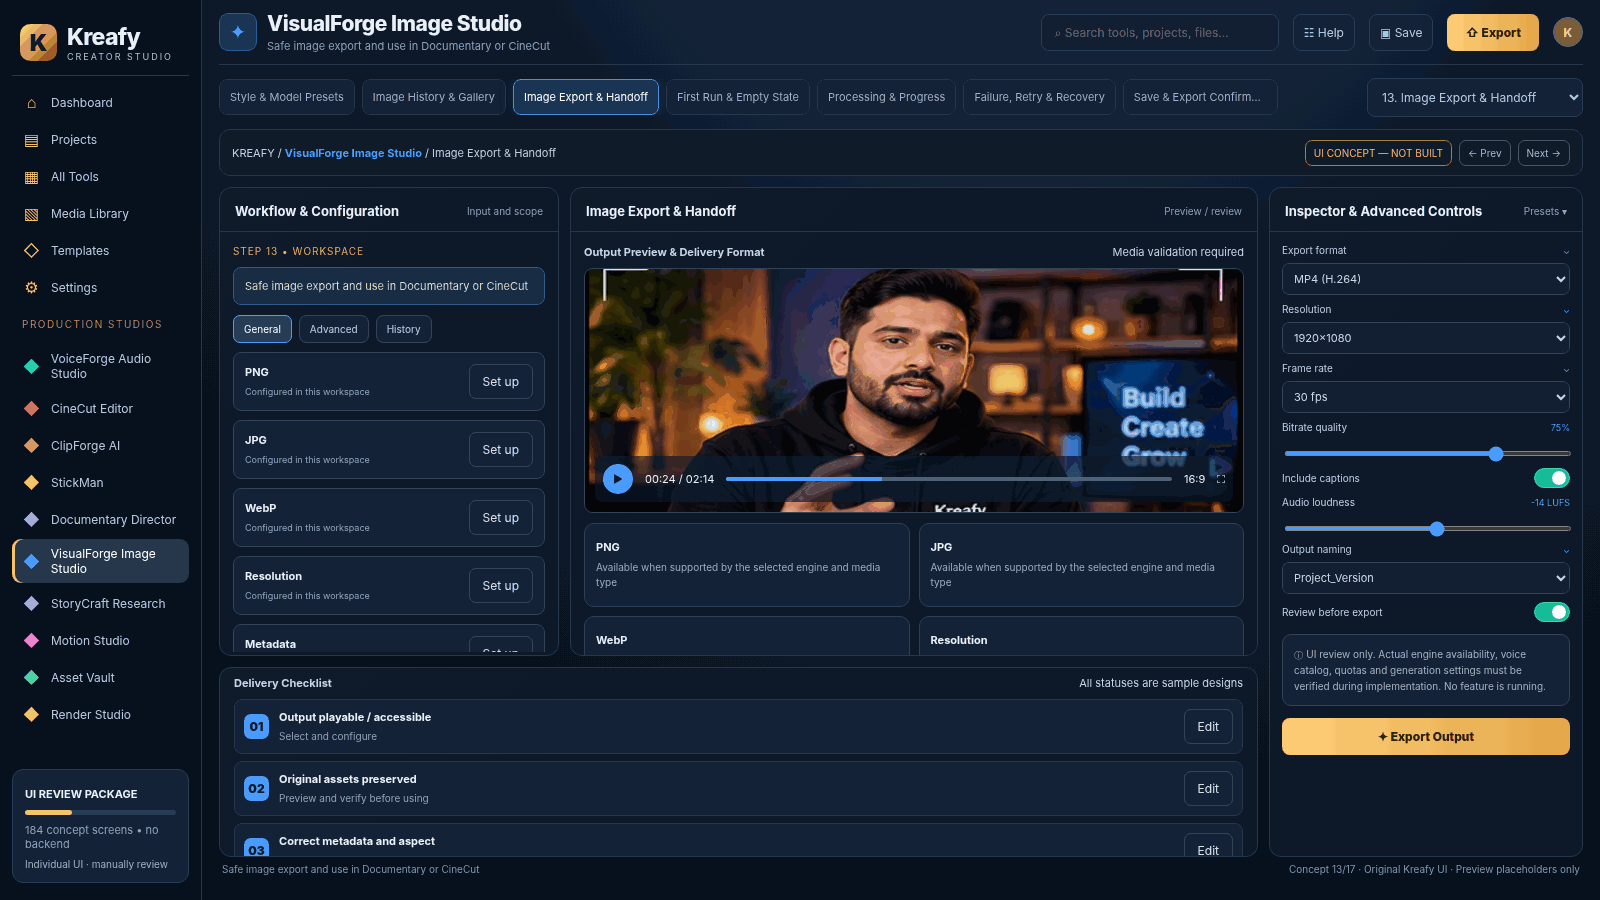 K
Kreafy
CREATOR STUDIO
Dashboard
Projects
All Tools
Media Library
Templates
Settings
PRODUCTION STUDIOS
VoiceForge Audio
Studio
CineCut Editor
ClipForge AI
StickMan
Documentary Director
VisualForge Image
Studio
StoryCraft Research
Motion Studio
Asset Vault
Render Studio
UI REVIEW PACKAGE
184 concept screens • no
backend
Individual UI · manually review
VisualForge Image Studio
Safe image export and use in Documentary or CineCut
Search tools, projects, files...
Help
Save
Export
K
Style & Model Presets
Image History & Gallery
Image Export & Handoff
First Run & Empty State
Processing & Progress
Failure, Retry & Recovery
Save & Export Confirm...
13. Image Export & Handoff
KREAFY / VisualForge Image Studio / Image Export & Handoff
UI CONCEPT — NOT BUILT
← Prev
Next →
Workflow & Configuration
Input and scope
STEP 13 • WORKSPACE
Safe image export and use in Documentary or CineCut
General
Advanced
History
PNG
Configured in this workspace
Set up
JPG
Configured in this workspace
Set up
WebP
Configured in this workspace
Set up
Resolution
Configured in this workspace
Set up
Metadata
Set up
Image Export & Handoff
Preview / review
Output Preview & Delivery Format
Media validation required
Build
Create
Grow
00:24 / 02:14
16:9
Kreafy
PNG
Available when supported by the selected engine and media
type
JPG
Available when supported by the selected engine and media
type
WebP
Resolution
Delivery Checklist
All statuses are sample designs
01
Output playable / accessible
Select and configure
Edit
02
Original assets preserved
Preview and verify before using
Edit
03
Correct metadata and aspect
Edit
Inspector & Advanced Controls
Presets ▾
Export format
MP4 (H.264)
Resolution
1920×1080
Frame rate
30 fps
Bitrate quality
75%
Include captions
Audio loudness
-14 LUFS
Output naming
Project_Version
Review before export
ⓘ UI review only. Actual engine availability, voice
catalog, quotas and generation settings must be
verified during implementation. No feature is running.
✦ Export Output
Safe image export and use in Documentary or CineCut
Concept 13/17 · Original Kreafy UI · Preview placeholders only